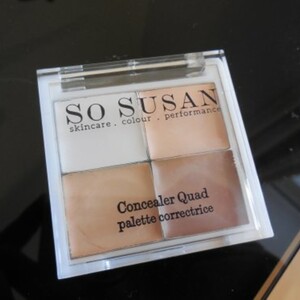 SO SUSAN
skincare . colour . performance
Concealer Quad
palette correctrice